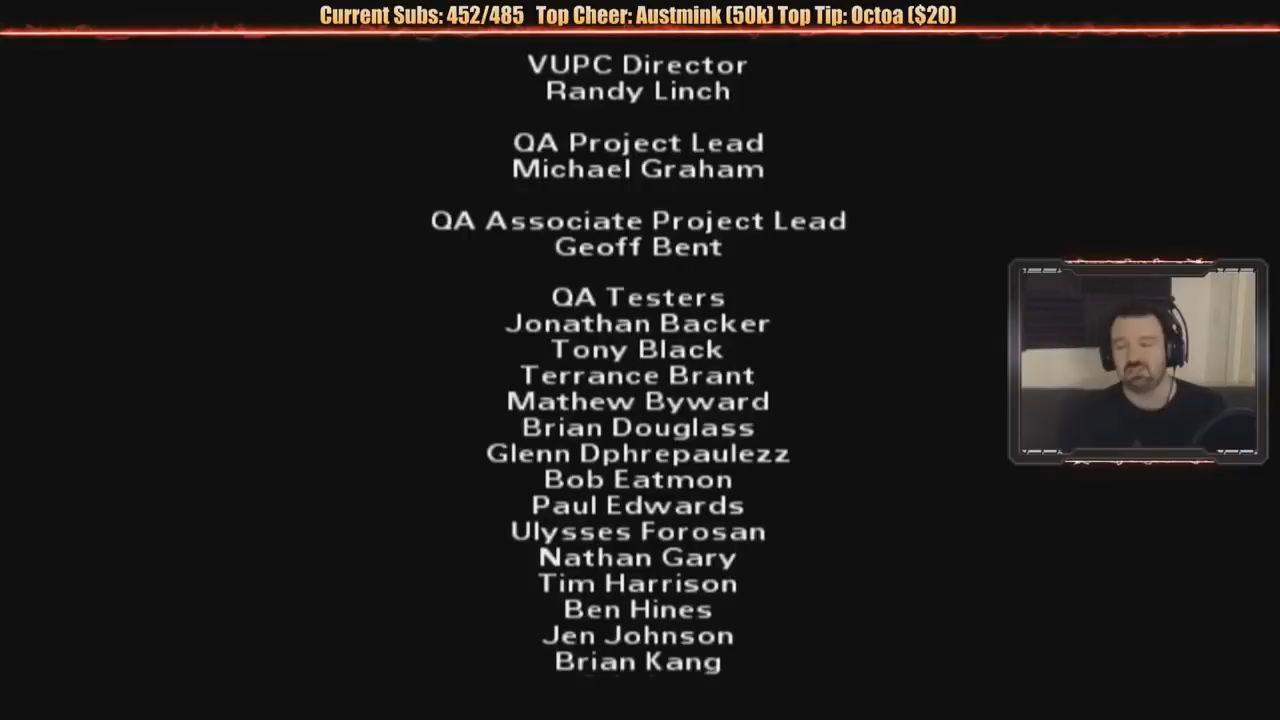 Current Subs: 452/485 Top Cheer: Austmink (50k) Top Tip: Octoa ($20)
VUPC Director
Randy Linch
QA Project Lead
Michael Graham
QA Associate Project Lead
Geoff Bent
QA Testers
Jonathan Backer
Tony Black
Terrance Brant
Mathew Byward
Brian Douglass
Glenn Dphrepaulezz
Bob Eatmon
Paul Edwards
Ulysses Forosan
Nathan Gary
Tim Harrison
Ben Hines
Jen Johnson
Brian Kang